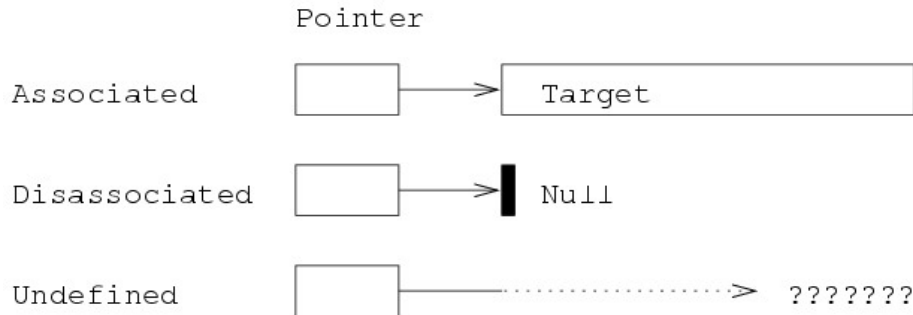 Pointer
Associated Target
Disassociated Null
Undefined ???????